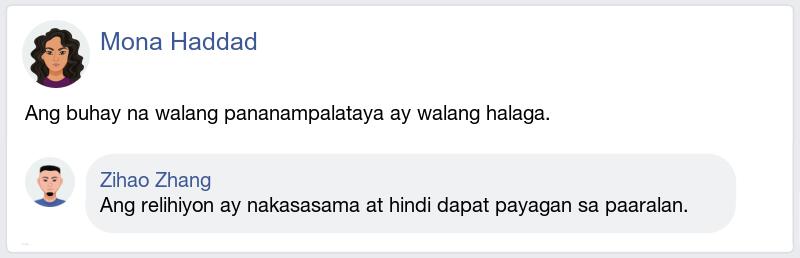 Mona Haddad
Ang buhay na walang pananampalataya ay walang halaga.
Zihao Zhang
Ang relihiyon ay nakasasama at hindi dapat payagan sa paaralan.